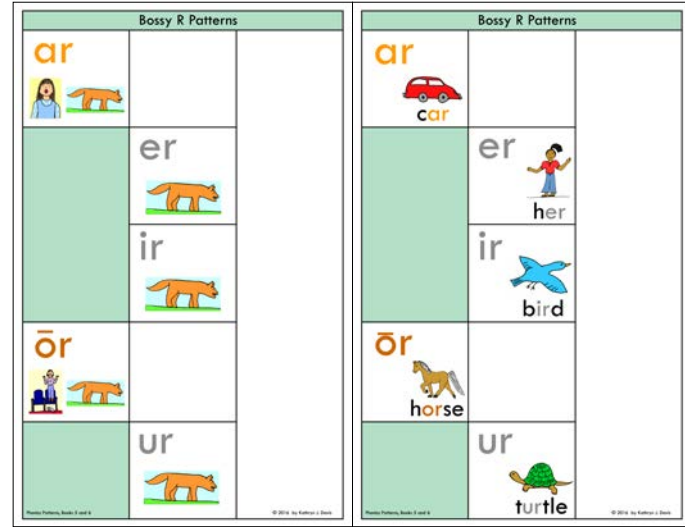 Bossy R Patterns
ar
er
ir
ōr
ur
Phonics Patterns, Books 5 and 6
© 2016 by Kathryn J. Davis
Bossy R Patterns
ar
car
er
her
ir
bird
ōr
horse
ur
turtle
Phonics Patterns, Books 5 and 6
© 2016 by Kathryn J. Davis